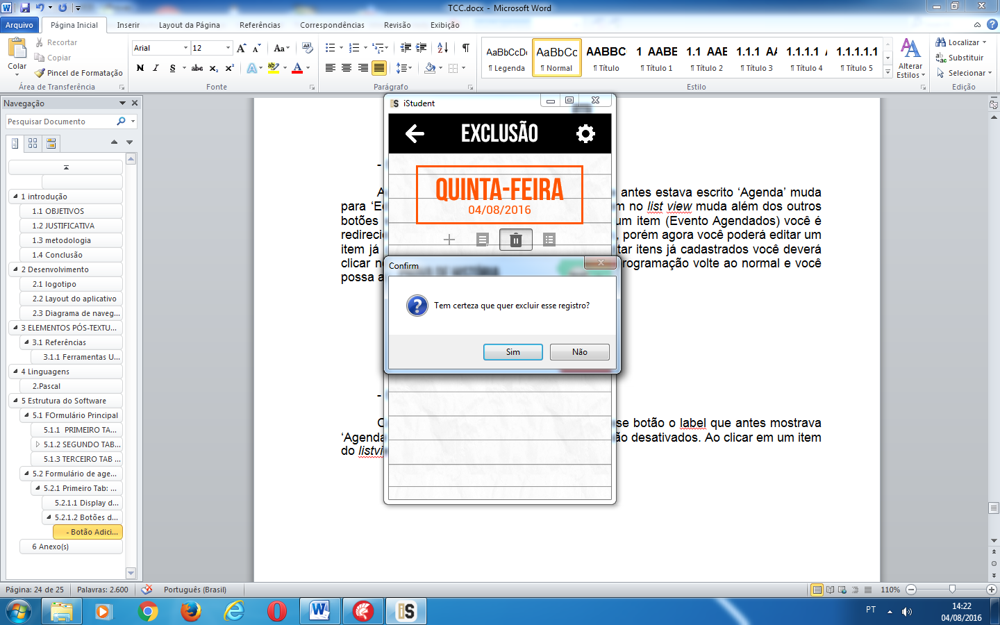 TCC.docx - Microsoft Word
Arquivo Página Inicial Inserir Layout da Página Referências Correspondências Revisão Exibição
Colar
Recortar
Copiar
Pincel de Formatação
Área de Transferência
Arial 12
N I S abc x₂ x²
Fonte
Parágrafo
AaBbCcDc AaBbCc AABBC 1 AABE 1.1 AAE 1.1.1 AA 1.1.1.1 A 1.1.1.1.1
¶ Legenda ¶ Normal ¶ Título ¶ Título 1 ¶ Título 2 ¶ Título 3 ¶ Título 4 ¶ Título 5
Alterar Estilos
Estilo
Localizar
Substituir
Selecionar
Edição
Navegação
Pesquisar Documento
1 introdução
1.1 OBJETIVOS
1.2 JUSTIFICATIVA
1.3 metodologia
1.4 Conclusão
2 Desenvolvimento
2.1 logotipo
2.2 Layout do aplicativo
2.3 Diagrama de naveg...
3 ELEMENTOS PÓS-TEXTU...
3.1 Referências
3.1.1 Ferramentas U...
4 Linguagens
2.Pascal
5 Estrutura do Software
5.1 FOrmulário Principal
5.1.1 PRIMEIRO TA...
5.1.2 SEGUNDO TAB...
5.1.3 TERCEIRO TAB ...
5.2 Formulário de age...
5.2.1 Primeiro Tab: ...
5.2.1.1 Display d...
5.2.1.2 Botões d...
- Botão Adici...
6 Anexo(s)
-
A antes estava escrito ‘Agenda’ muda
para ‘E m no list view muda além dos outros
botões um item (Evento Agendados) você é
redirecio , porém agora você poderá editar um
item já tar itens já cadastrados você deverá
clicar n rogramação volte ao normal e você
possa a
-
se botão o label que antes mostrava
‘Agenda ão desativados. Ao clicar em um item
do listvi
iStudent
EXCLUSÃO
QUINTA-FEIRA
04/08/2016
Confirm
Tem certeza que quer excluir esse registro?
Sim Não
Página: 24 de 25 Palavras: 2.600 Português (Brasil) 110%
PT
14:22
04/08/2016